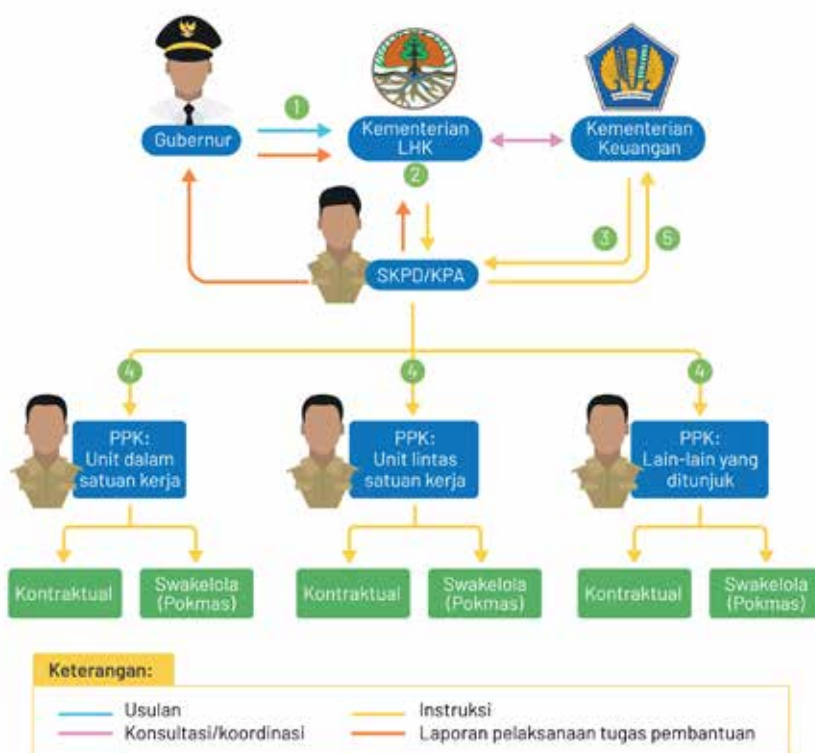 1
Gubernur
Kementerian
LHK
Kementerian
Keuangan
2
3
5
SKPD/KPA
4
4
4
PPK:
Unit dalam
satuan kerja
PPK:
Unit lintas
satuan kerja
PPK:
Lain-lain yang
ditunjuk
Kontraktual
Swakelola
(Pokmas)
Kontraktual
Swakelola
(Pokmas)
Kontraktual
Swakelola
(Pokmas)
Keterangan:
Usulan
Konsultasi/koordinasi
Instruksi
Laporan pelaksanaan tugas pembantuan